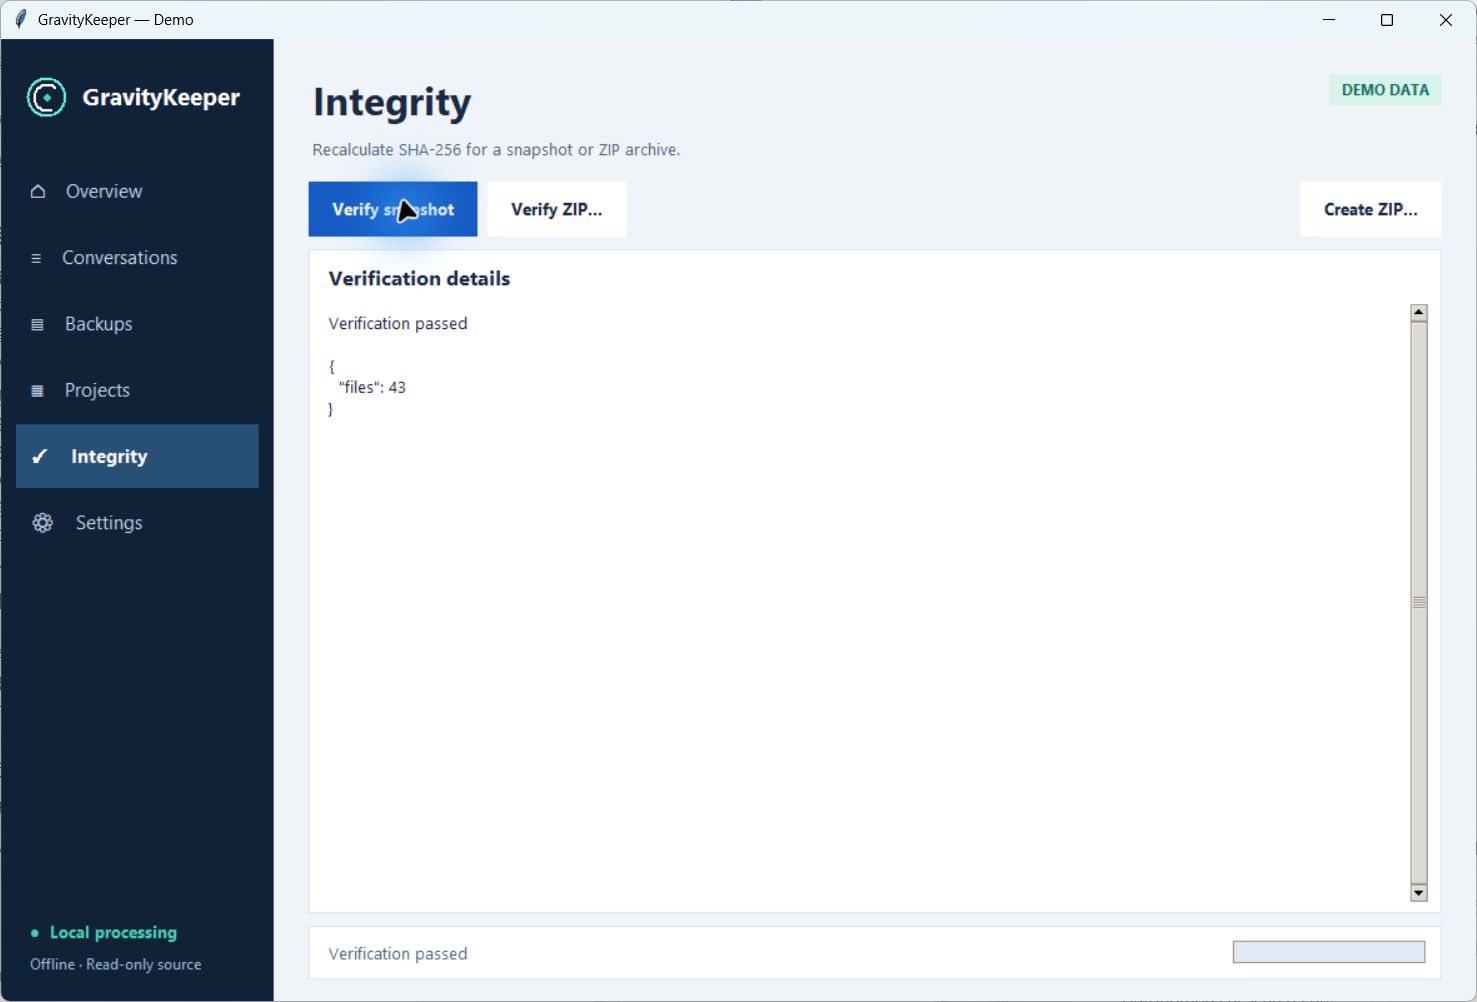 GravityKeeper — Demo
GravityKeeper
Overview
Conversations
Backups
Projects
Integrity
Settings
Local processing
Offline · Read-only source
Integrity
DEMO DATA
Recalculate SHA-256 for a snapshot or ZIP archive.
Verify snapshot
Verify ZIP...
Create ZIP...
Verification details
Verification passed
{
"files": 43
}
Verification passed